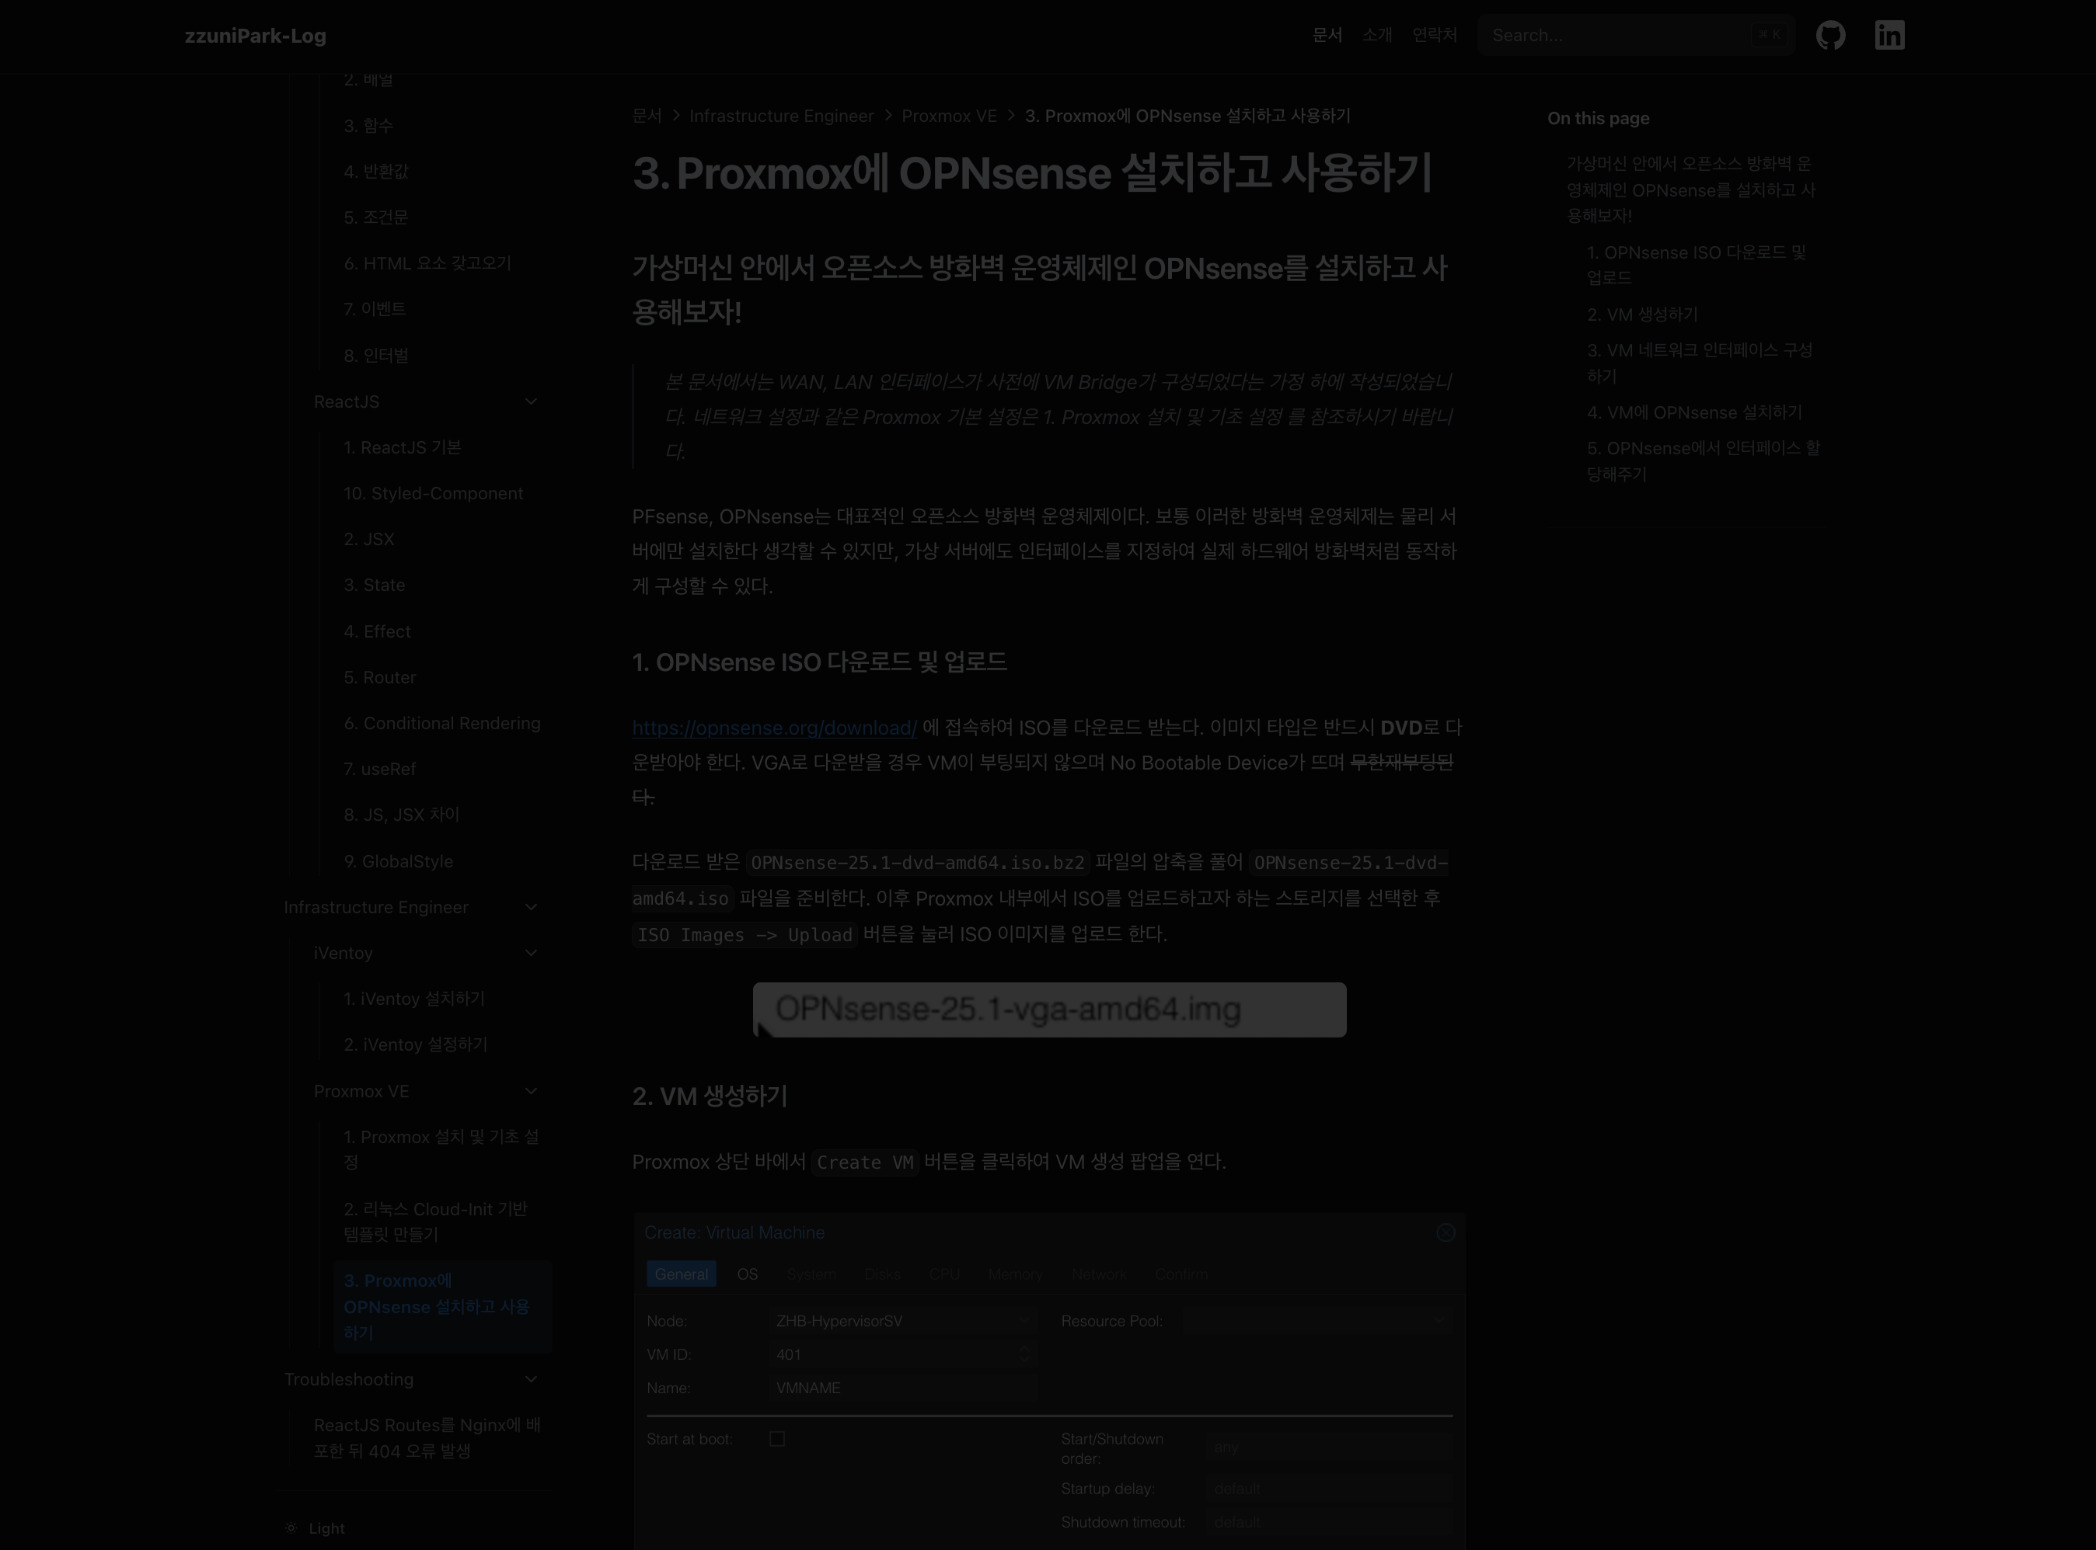 zzuniPark-Log
문서 소개 연락처 Search... ⌘ K
2. 배열
3. 함수
4. 반환값
5. 조건문
6. HTML 요소 갖고오기
7. 이벤트
8. 인터벌
ReactJS
1. ReactJS 기본
10. Styled-Component
2. JSX
3. State
4. Effect
5. Router
6. Conditional Rendering
7. useRef
8. JS, JSX 차이
9. GlobalStyle
Infrastructure Engineer
iVentoy
1. iVentoy 설치하기
2. iVentoy 설정하기
Proxmox VE
1. Proxmox 설치 및 기초 설
정
2. 리눅스 Cloud-Init 기반
템플릿 만들기
3. Proxmox에
OPNsense 설치하고 사용
하기
Troubleshooting
ReactJS Routes를 Nginx에 배
포한 뒤 404 오류 발생
Light
문서 > Infrastructure Engineer > Proxmox VE > 3. Proxmox에 OPNsense 설치하고 사용하기
3. Proxmox에 OPNsense 설치하고 사용하기
가상머신 안에서 오픈소스 방화벽 운영체제인 OPNsense를 설치하고 사
용해보자!
본 문서에서는 WAN, LAN 인터페이스가 사전에 VM Bridge가 구성되었다는 가정 하에 작성되었습니
다. 네트워크 설정과 같은 Proxmox 기본 설정은 1. Proxmox 설치 및 기초 설정 를 참조하시기 바랍니
다.
PFsense, OPNsense는 대표적인 오픈소스 방화벽 운영체제이다. 보통 이러한 방화벽 운영체제는 물리 서
버에만 설치한다 생각할 수 있지만, 가상 서버에도 인터페이스를 지정하여 실제 하드웨어 방화벽처럼 동작하
게 구성할 수 있다.
1. OPNsense ISO 다운로드 및 업로드
https://opnsense.org/download/ 에 접속하여 ISO를 다운로드 받는다. 이미지 타입은 반드시 DVD로 다
운받아야 한다. VGA로 다운받을 경우 VM이 부팅되지 않으며 No Bootable Device가 뜨며 무한재부팅된
다.
다운로드 받은 OPNsense-25.1-dvd-amd64.iso.bz2 파일의 압축을 풀어 OPNsense-25.1-dvd-
amd64.iso 파일을 준비한다. 이후 Proxmox 내부에서 ISO를 업로드하고자 하는 스토리지를 선택한 후
ISO Images -> Upload 버튼을 눌러 ISO 이미지를 업로드 한다.
OPNsense-25.1-vga-amd64.img
2. VM 생성하기
Proxmox 상단 바에서 Create VM 버튼을 클릭하여 VM 생성 팝업을 연다.
Create: Virtual Machine
General OS System Disks CPU Memory Network Confirm
Node: ZHB-HypervisorSV Resource Pool:
VM ID: 401
Name: VMNAME
Start at boot: Start/Shutdown
order: any
Startup delay: default
Shutdown timeout: default
On this page
가상머신 안에서 오픈소스 방화벽 운
영체제인 OPNsense를 설치하고 사
용해보자!
1. OPNsense ISO 다운로드 및
업로드
2. VM 생성하기
3. VM 네트워크 인터페이스 구성
하기
4. VM에 OPNsense 설치하기
5. OPNsense에서 인터페이스 할
당해주기